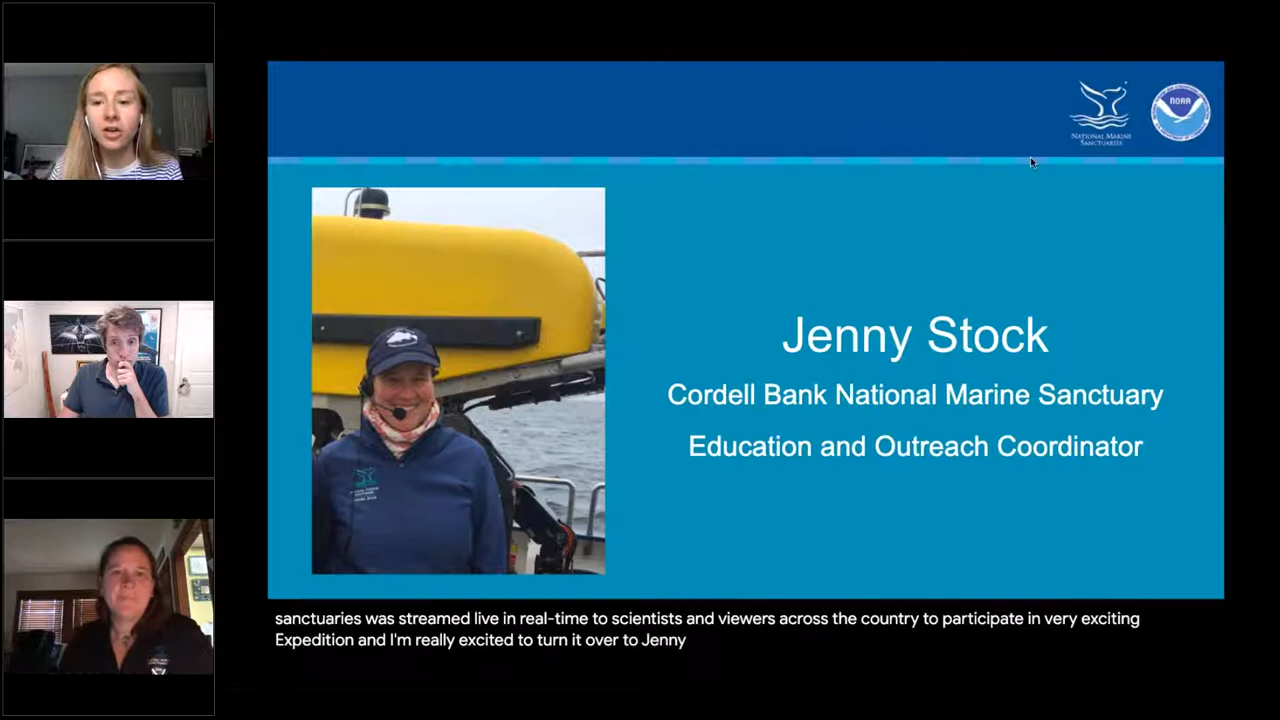 NATIONAL MARINE
SANCTUARIES
NOAA
Jenny Stock
Cordell Bank National Marine Sanctuary
Education and Outreach Coordinator
sanctuaries was streamed live in real-time to scientists and viewers across the country to participate in very exciting
Expedition and I'm really excited to turn it over to Jenny